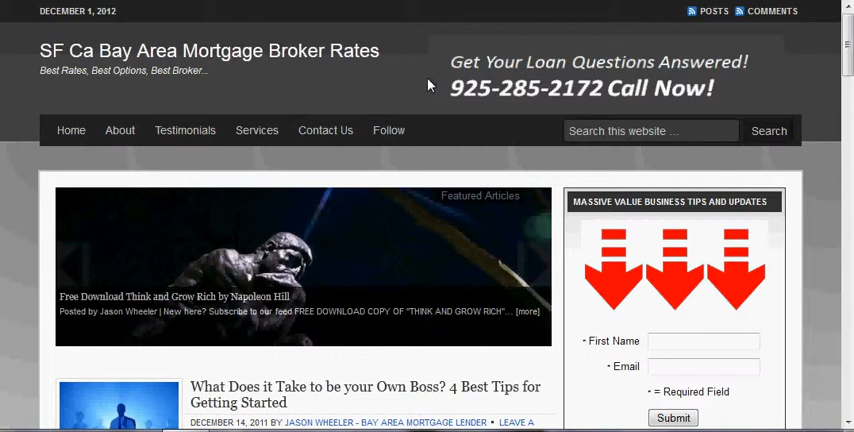 DECEMBER 1, 2012
POSTS
COMMENTS
SF Ca Bay Area Mortgage Broker Rates
Best Rates, Best Options, Best Broker...
Get Your Loan Questions Answered!
925-285-2172 Call Now!
Home
About
Testimonials
Services
Contact Us
Follow
Search this website …
Search
Featured Articles
Free Download Think and Grow Rich by Napoleon Hill
Posted by Jason Wheeler | New here? Subscribe to our feed FREE DOWNLOAD COPY OF "THINK AND GROW RICH"... [more]
What Does it Take to be your Own Boss? 4 Best Tips for
Getting Started
DECEMBER 14, 2011 BY JASON WHEELER - BAY AREA MORTGAGE LENDER • LEAVE A
MASSIVE VALUE BUSINESS TIPS AND UPDATES
* First Name
* Email
* = Required Field
Submit